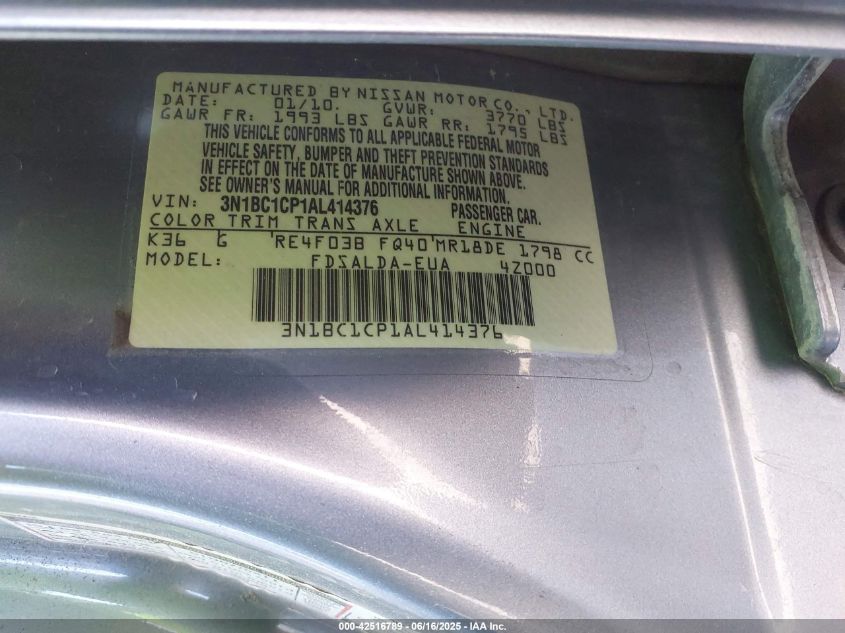 MANUFACTURED BY NISSAN MOTOR CO., LTD.
DATE: 01/10. GVWR: 3770 LBS
GAWR FR: 1993 LBS GAWR RR: 1795 LBS
THIS VEHICLE CONFORMS TO ALL APPLICABLE FEDERAL MOTOR
VEHICLE SAFETY, BUMPER AND THEFT PREVENTION STANDARDS
IN EFFECT ON THE DATE OF MANUFACTURE SHOWN ABOVE.
SEE OWNER'S MANUAL FOR ADDITIONAL INFORMATION.
VIN: 3N1BC1CP1AL414376 PASSENGER CAR.
COLOR TRIM TRANS AXLE ENGINE
K36 G RE4F03B FQ40 MR18DE 1798 CC
MODEL: FDSALDA-EUA 4Z000
3N1BC1CP1AL414376
000-42516789 - 06/16/2025 - IAA Inc.